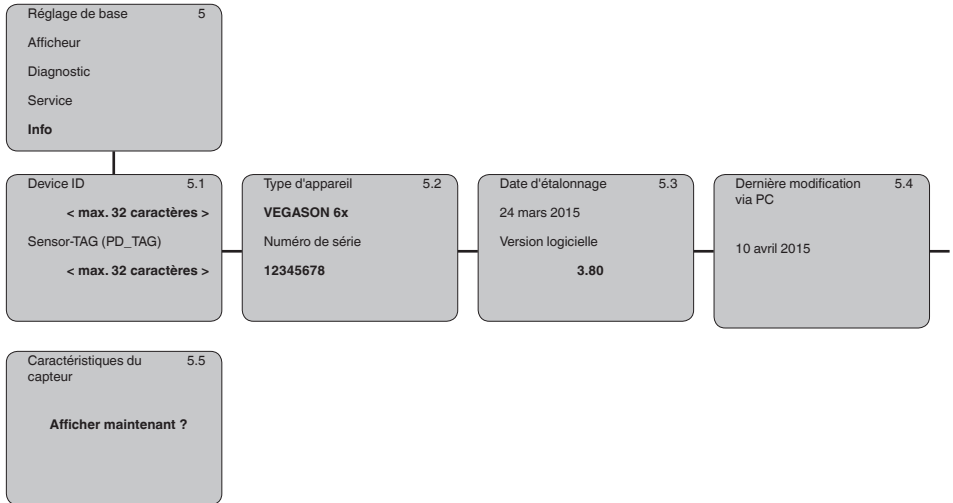 Réglage de base 5
Afficheur
Diagnostic
Service
Info
Device ID 5.1
< max. 32 caractères >
Sensor-TAG (PD_TAG)
< max. 32 caractères >
Type d'appareil 5.2
VEGASON 6x
Numéro de série
12345678
Date d'étalonnage 5.3
24 mars 2015
Version logicielle
3.80
Dernière modification 5.4
via PC
10 avril 2015
Caractéristiques du 5.5
capteur
Afficher maintenant ?